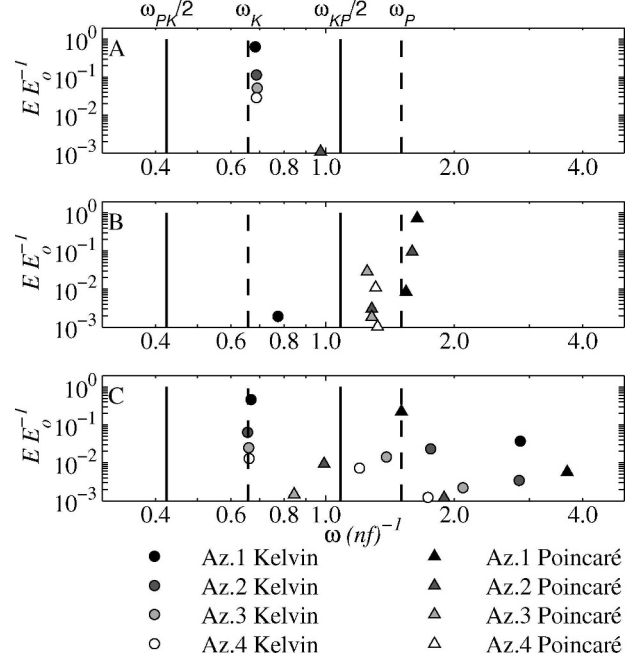 ω_PK/2 ω_K ω_KP/2 ω_P
A
E E_o^-1
10^0
10^-1
10^-2
10^-3
0.4 0.6 0.8 1.0 2.0 4.0
B
E E_o^-1
10^0
10^-1
10^-2
10^-3
0.4 0.6 0.8 1.0 2.0 4.0
C
E E_o^-1
10^0
10^-1
10^-2
10^-3
0.4 0.6 0.8 1.0 2.0 4.0
ω (nf)^-1
Az.1 Kelvin Az.1 Poincaré
Az.2 Kelvin Az.2 Poincaré
Az.3 Kelvin Az.3 Poincaré
Az.4 Kelvin Az.4 Poincaré